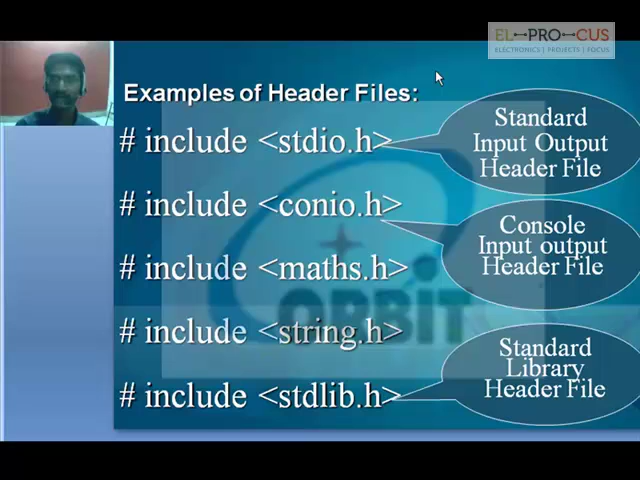 EL-PRO-CUS
ELECTRONICS | PROJECTS | FOCUS
Examples of Header Files:
# include <stdio.h>
Standard
Input Output
Header File
# include <conio.h>
Console
Input output
Header File
# include <maths.h>
ORBIT
# include <string.h>
# include <stdlib.h>
Standard
Library
Header File